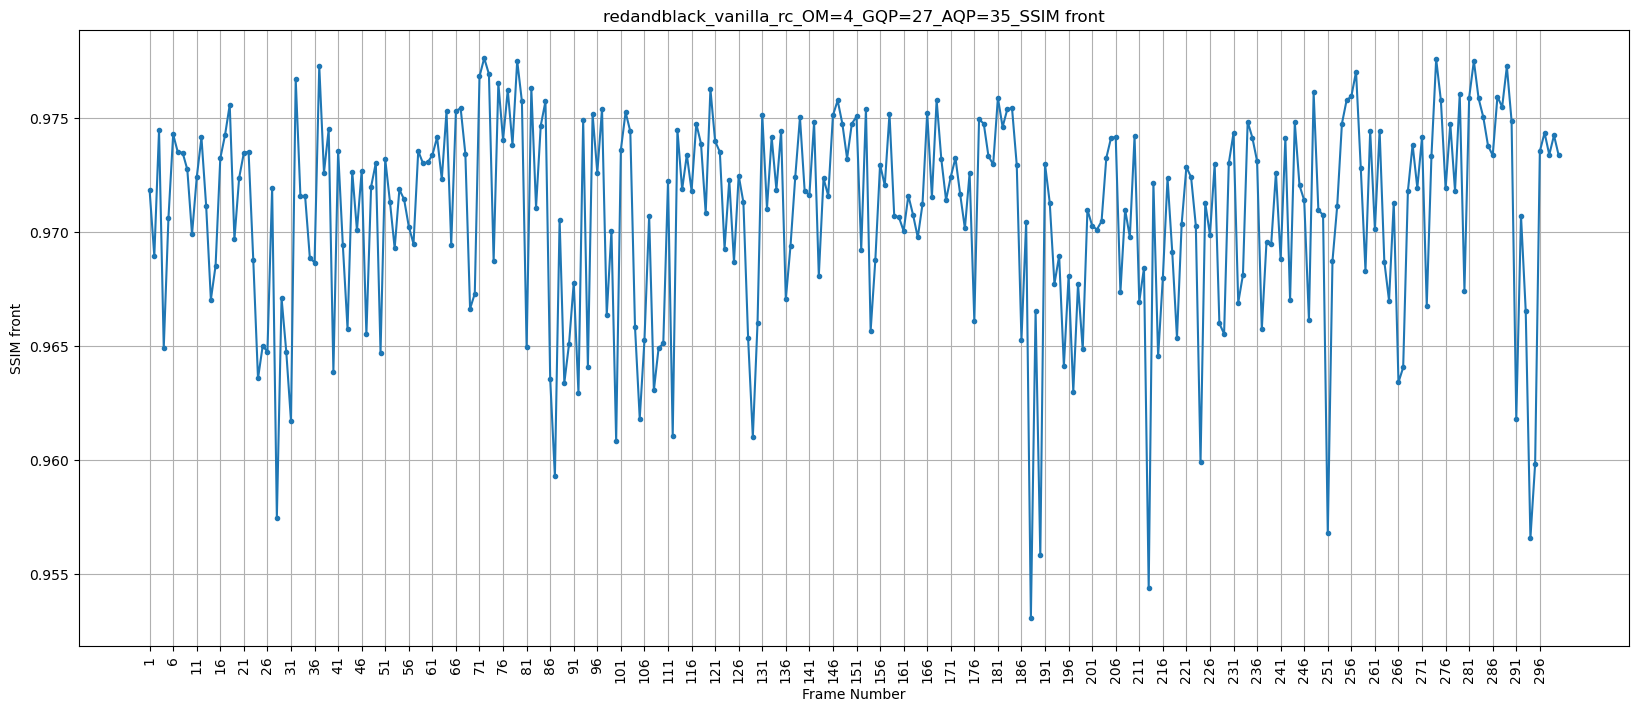 redandblack_vanilla_rc_OM=4_GQP=27_AQP=35_SSIM front
SSIM front
0.975
0.970
0.965
0.960
0.955
1 6 11 16 21 26 31 36 41 46 51 56 61 66 71 76 81 86 91 96 101 106 111 116 121 126 131 136 141 146 151 156 161 166 171 176 181 186 191 196 201 206 211 216 221 226 231 236 241 246 251 256 261 266 271 276 281 286 291 296
Frame Number